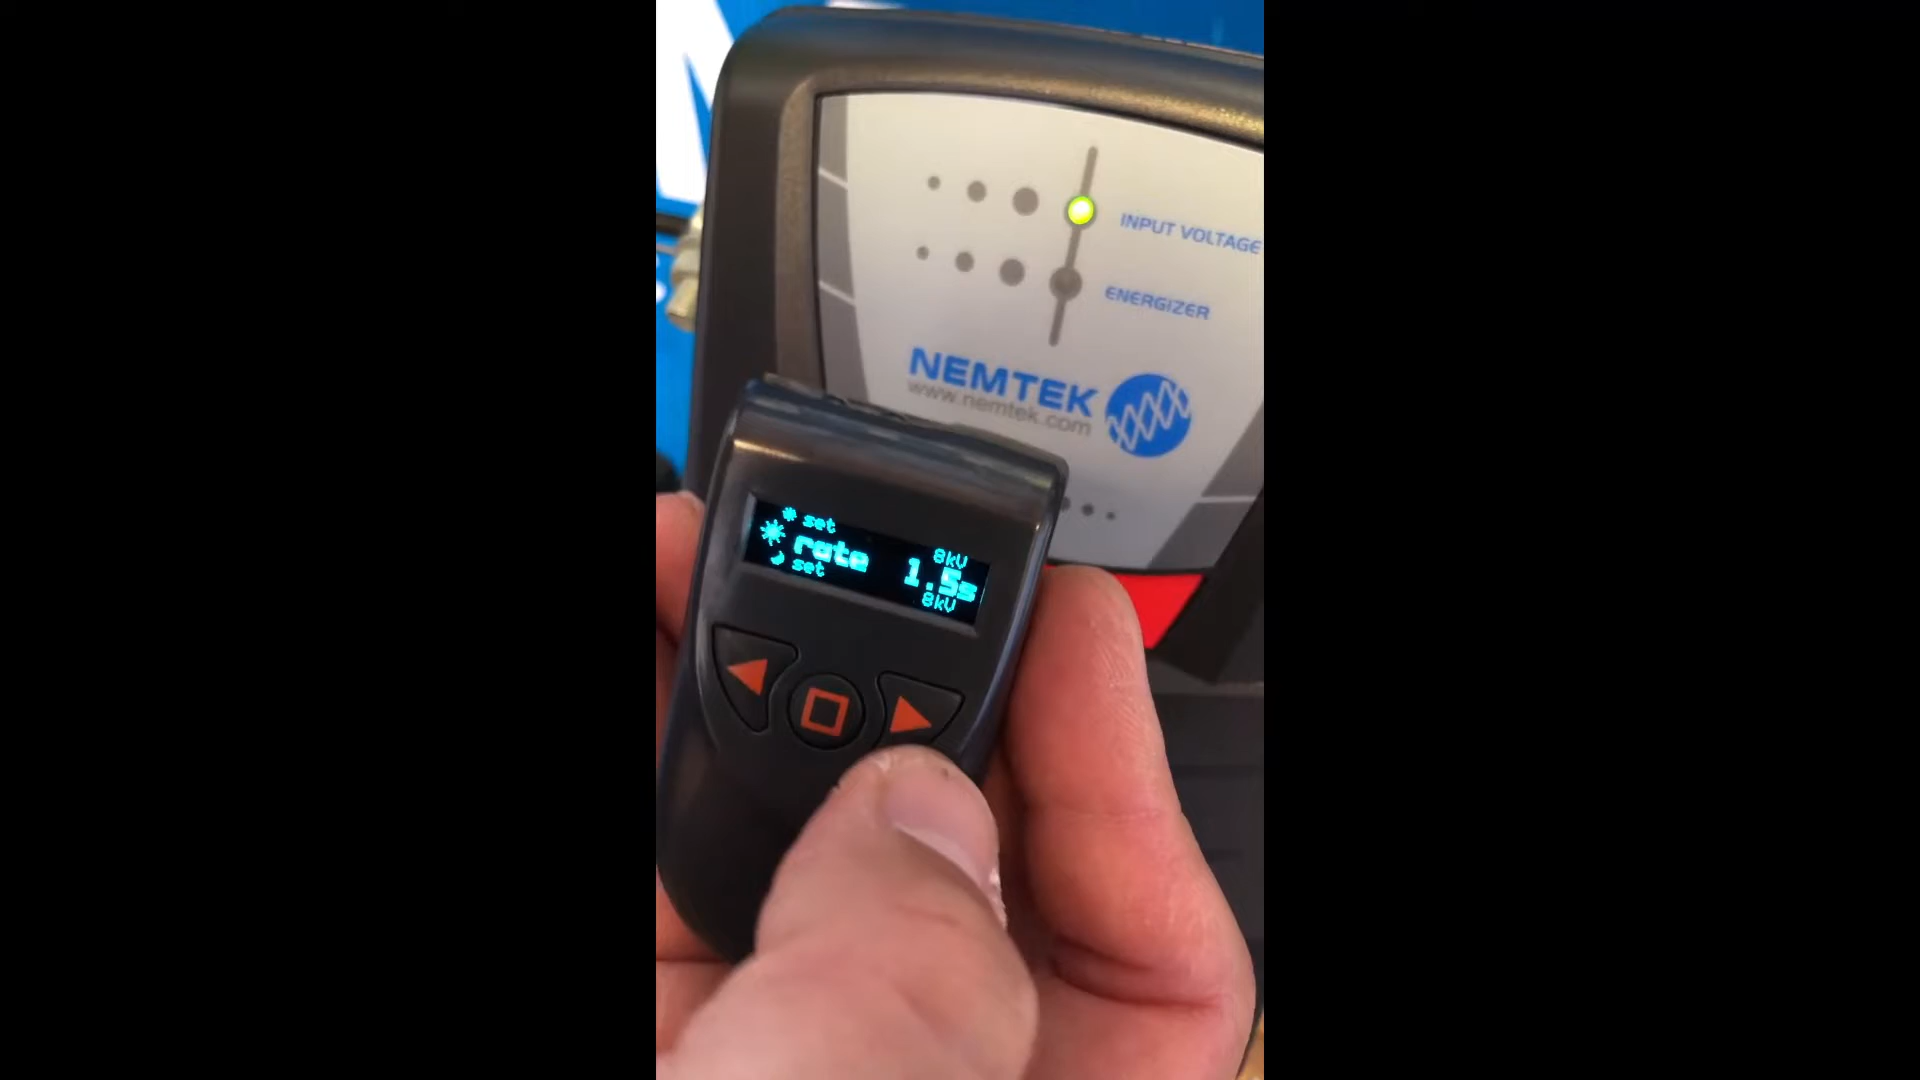 INPUT VOLTAGE
ENERGIZER
NEMTEK
www.nemtek.com
set 8kV
rate 1.5s
set 8kV